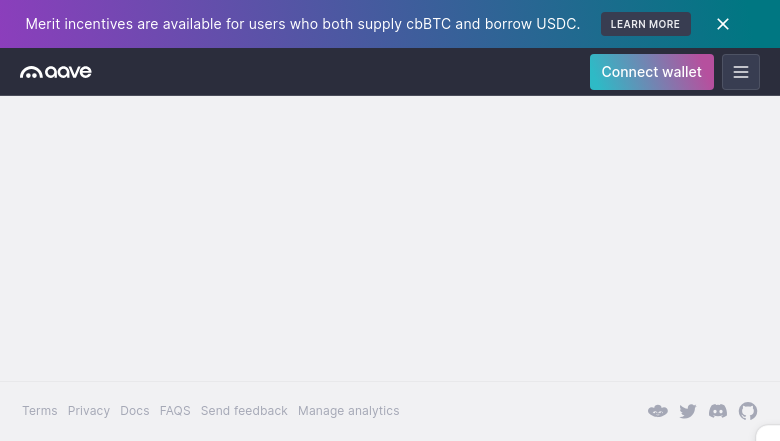 Merit incentives are available for users who both supply cbBTC and borrow USDC. LEARN MORE
aave Connect wallet
Terms Privacy Docs FAQS Send feedback Manage analytics